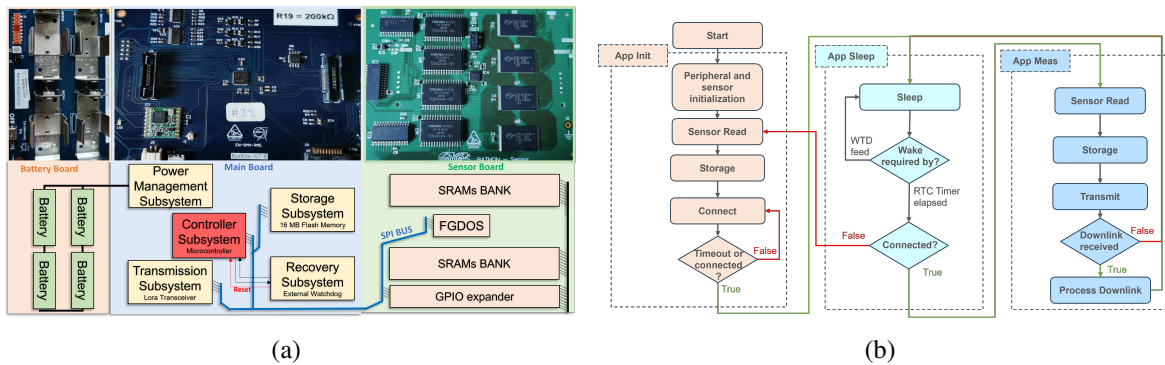 R19 = 200kΩ
#32
Battery Board
Main Board
Sensor Board
Battery
Battery
Battery
Battery
Power
Management
Subsystem
Storage
Subsystem
16 MB Flash Memory
Controller
Subsystem
Microcontroller
Transmission
Subsystem
Lora Transceiver
Reset
Recovery
Subsystem
External Watchdog
SPI BUS
SRAMs BANK
FGDOS
SRAMs BANK
GPIO expander
(a)
App Init
Start
Peripheral and
sensor
initialization
Sensor Read
Storage
Connect
Timeout or
connected
?
False
True
App Sleep
Sleep
WTD
feed
Wake
required by?
RTC Timer
elapsed
Connected?
False
True
App Meas
Sensor Read
Storage
Transmit
Downlink
received
False
True
Process Downlink
(b)